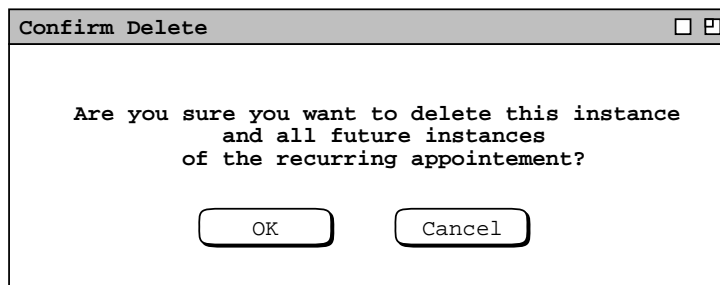 Confirm Delete
Are you sure you want to delete this instance
and all future instances
of the recurring appointement?
OK Cancel